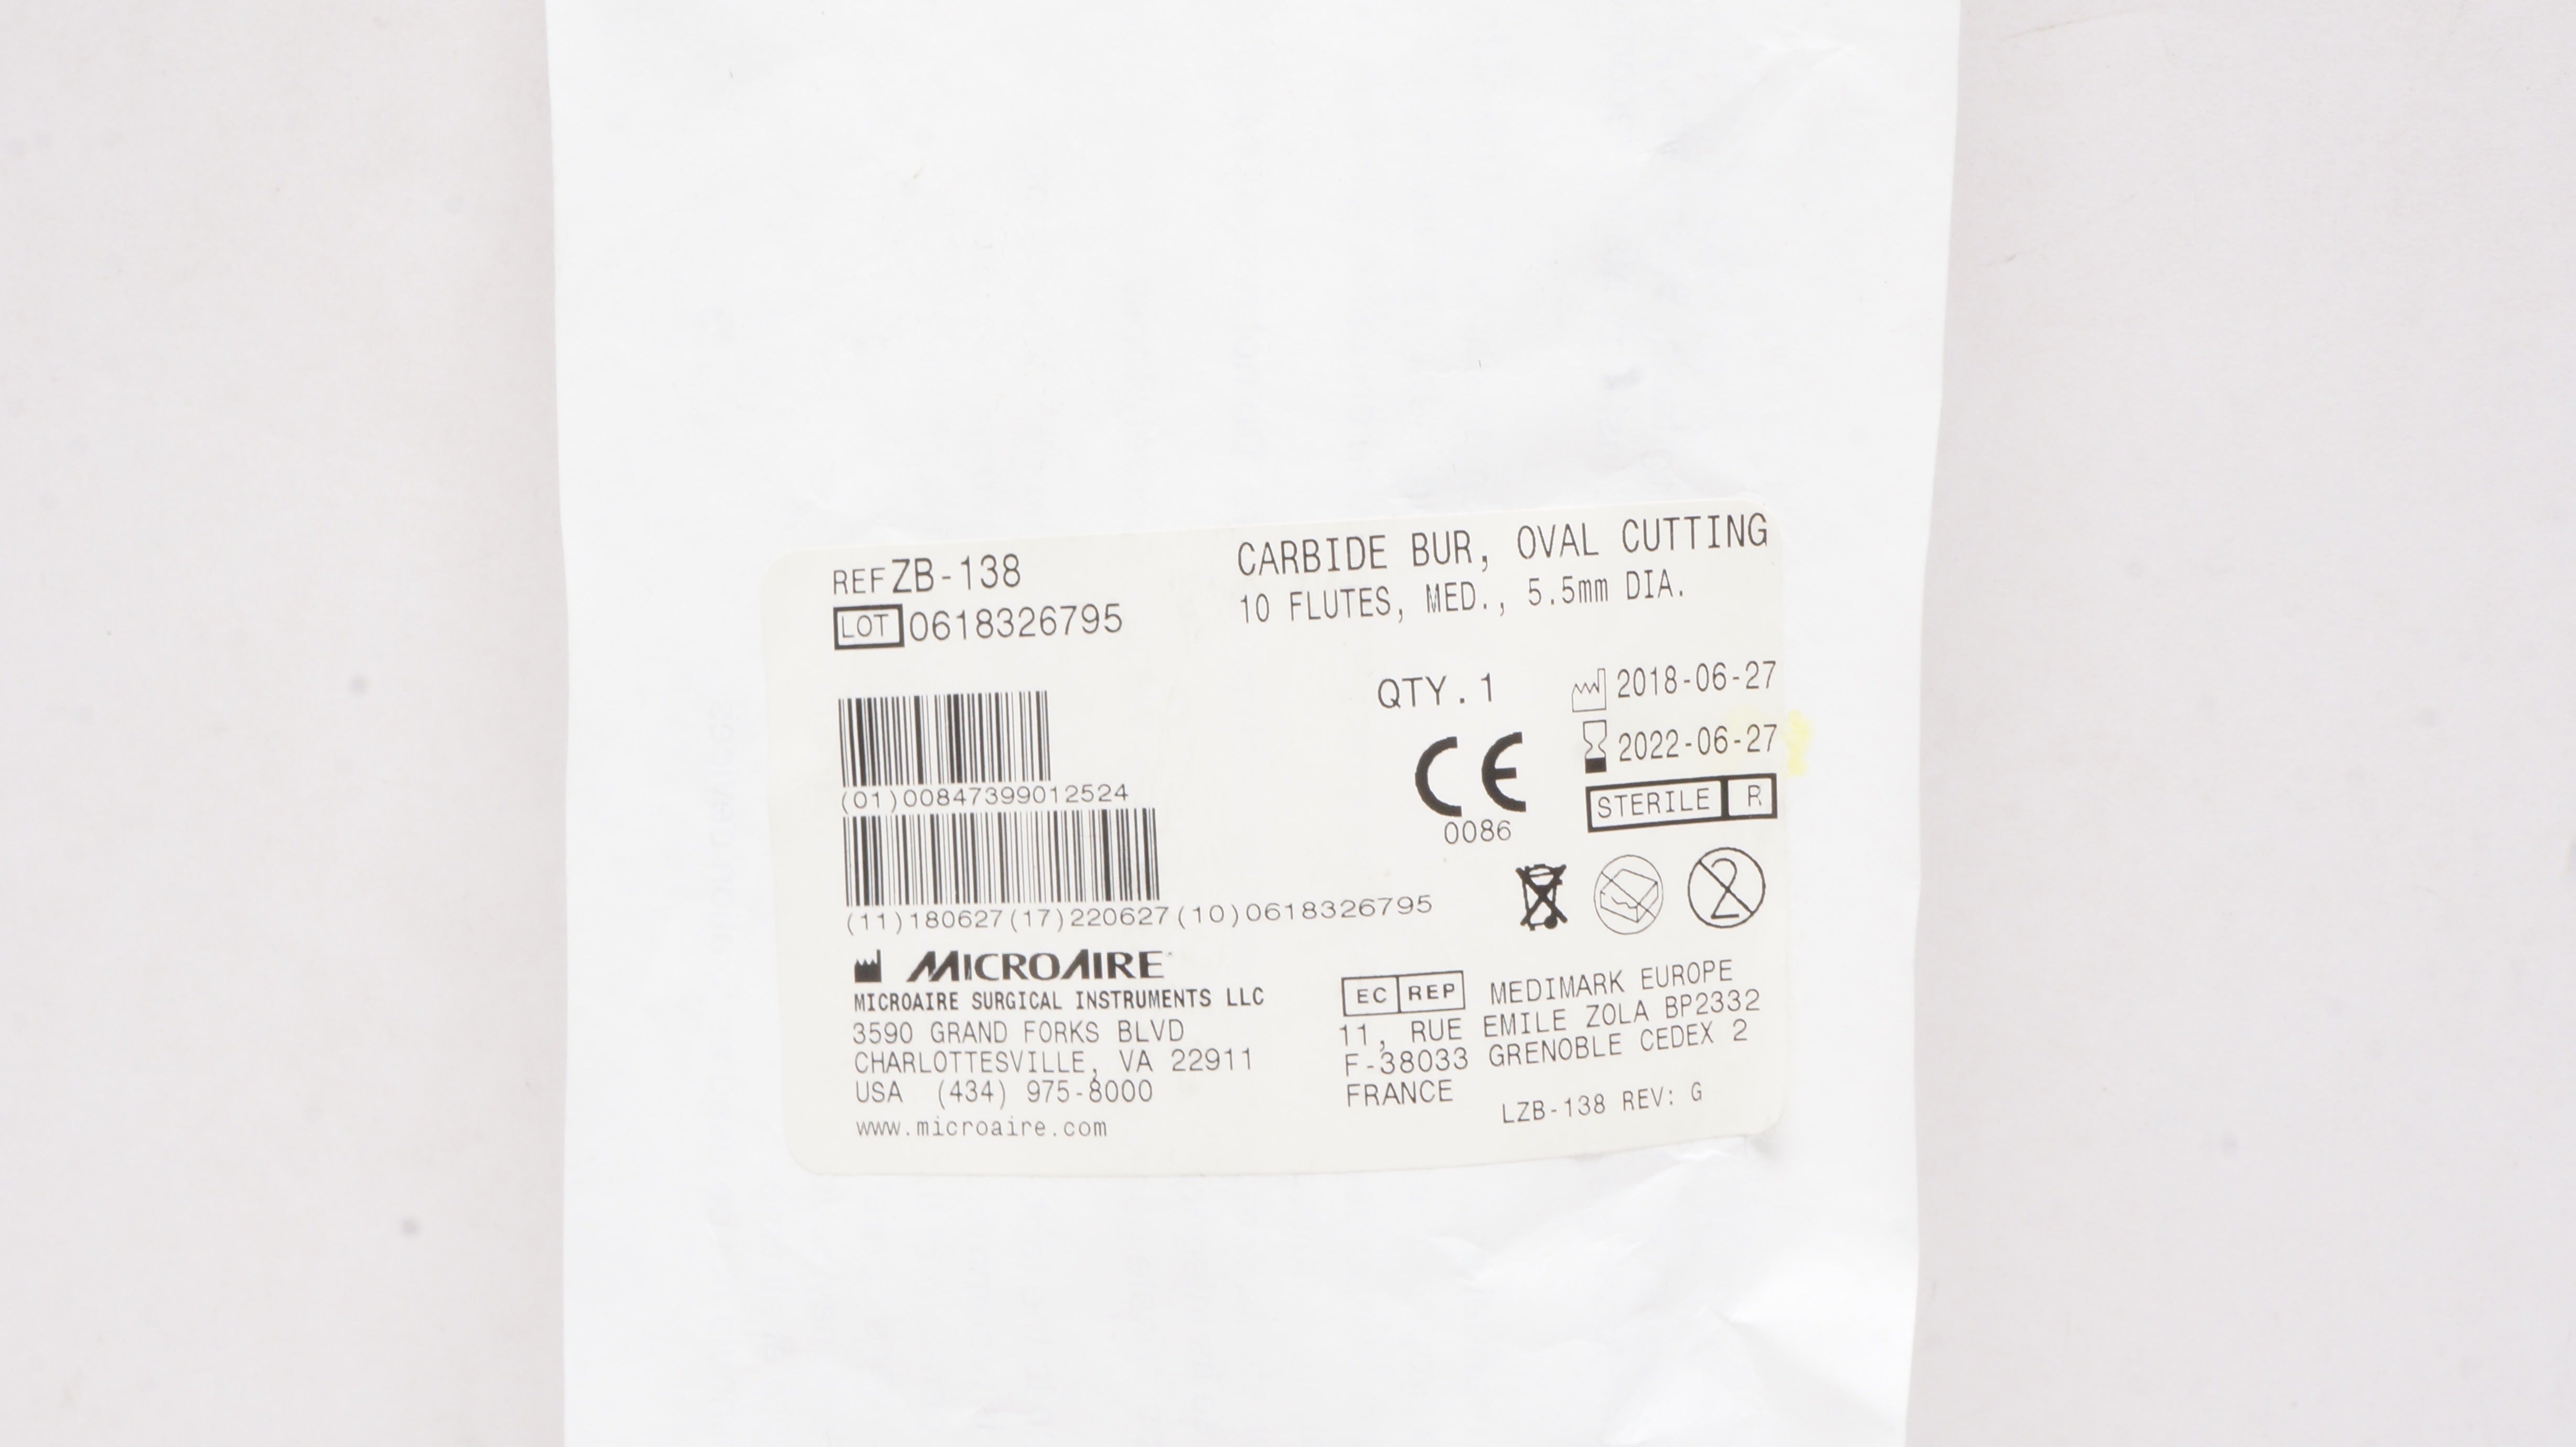 REF ZB-138
LOT 0618326795
CARBIDE BUR, OVAL CUTTING
10 FLUTES, MED., 5.5mm DIA.
QTY. 1
2018-06-27
2022-06-27
CE
0086
STERILE R
2
(01)00847399012524
(11)180627(17)220627(10)0618326795
MICROAIRE
MICROAIRE SURGICAL INSTRUMENTS LLC
3590 GRAND FORKS BLVD
CHARLOTTESVILLE, VA 22911
USA (434) 975-8000
www.microaire.com
EC REP MEDIMARK EUROPE
11, RUE EMILE ZOLA BP2332
F-38033 GRENOBLE CEDEX 2
FRANCE
LZB-138 REV: G